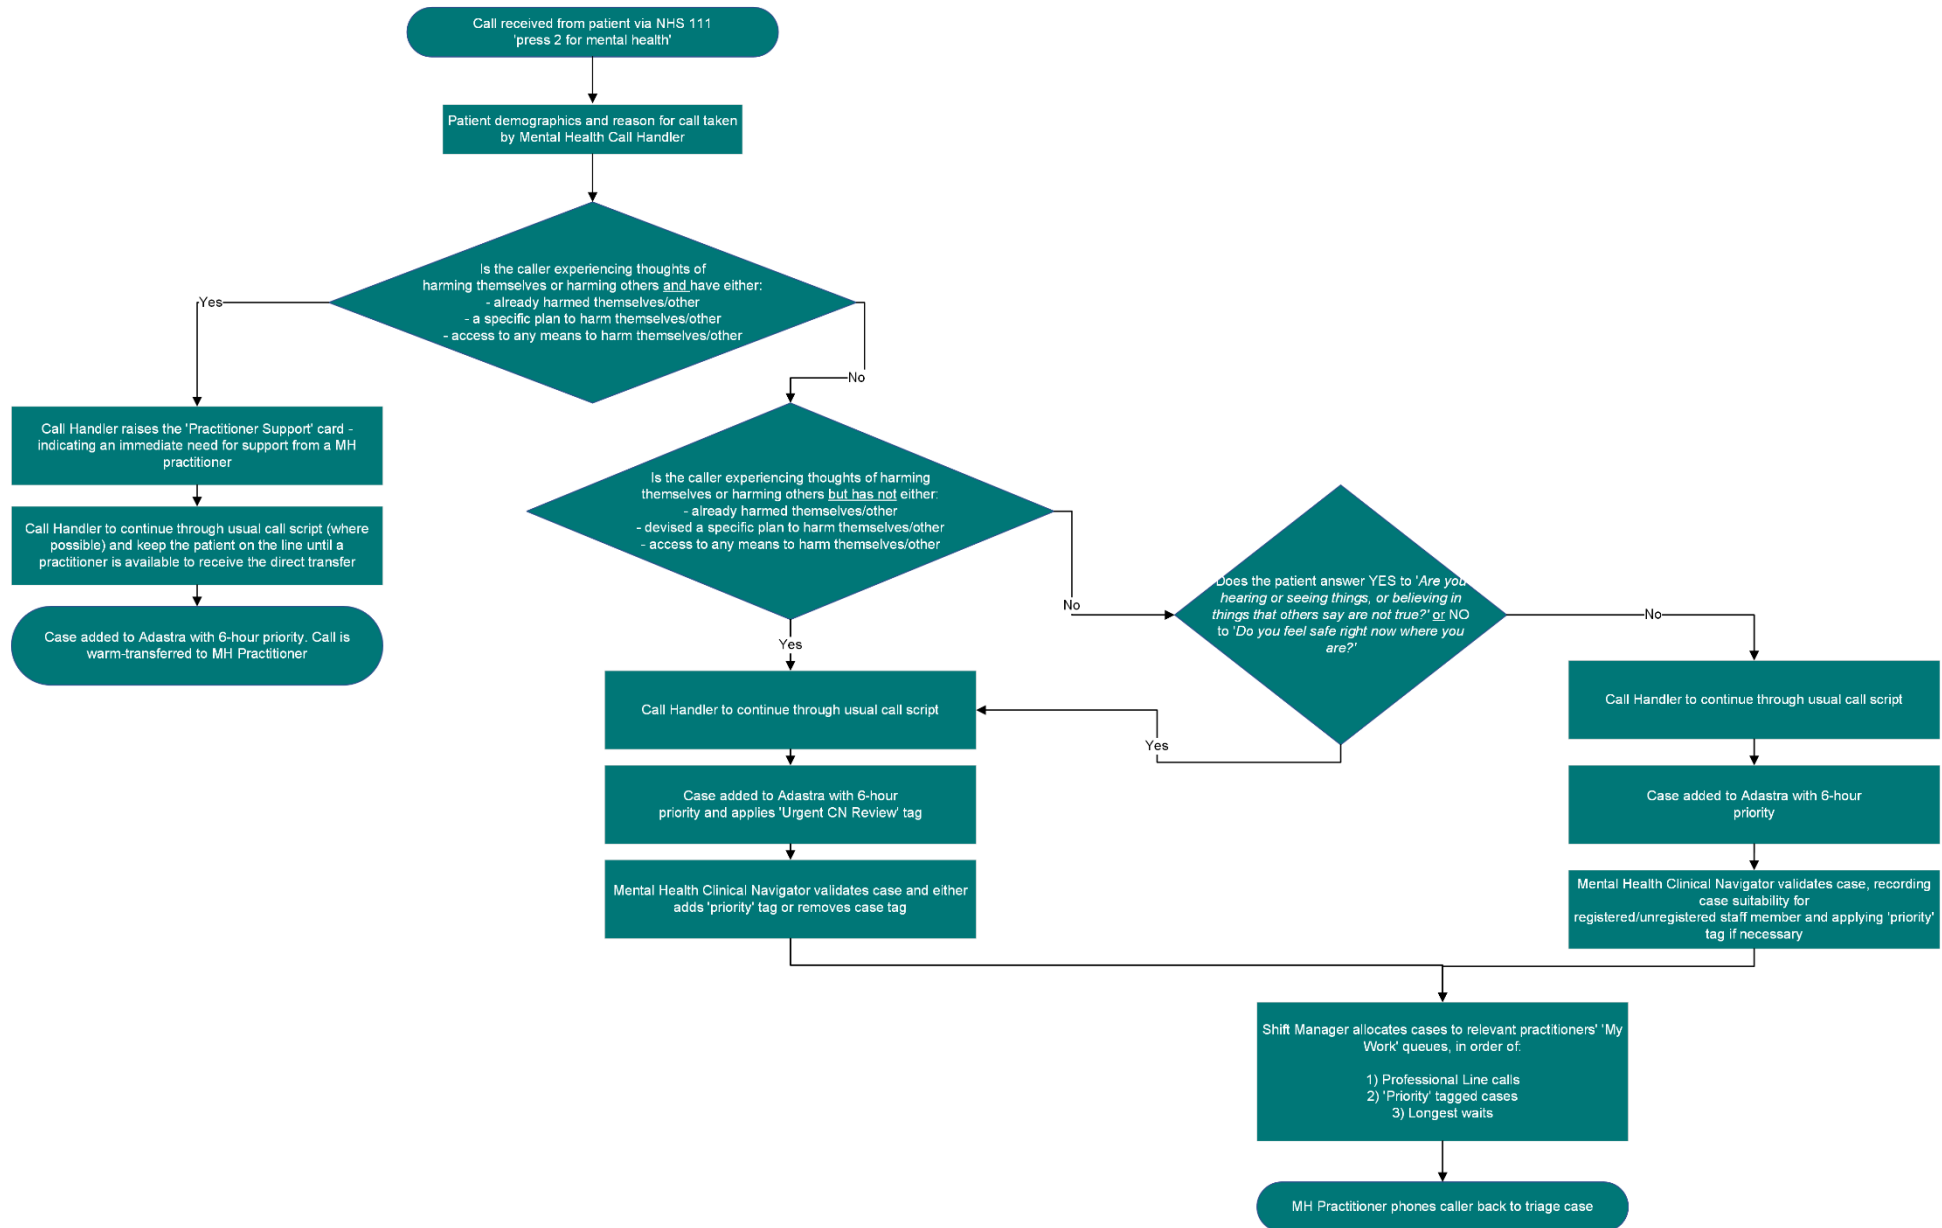 Call received from patient via NHS 111
'press 2 for mental health'
Patient demographics and reason for call taken
by Mental Health Call Handler
Is the caller experiencing thoughts of
harming themselves or harming others and have either:
- already harmed themselves/other
- a specific plan to harm themselves/other
- access to any means to harm themselves/other
Yes
No
Call Handler raises the 'Practitioner Support' card -
indicating an immediate need for support from a MH
practitioner
Call Handler to continue through usual call script (where
possible) and keep the patient on the line until a
practitioner is available to receive the direct transfer
Case added to Adastra with 6-hour priority. Call is
warm-transferred to MH Practitioner
Is the caller experiencing thoughts of harming
themselves or harming others but has not either:
- already harmed themselves/other
- devised a specific plan to harm themselves/other
- access to any means to harm themselves/other
No
Yes
Does the patient answer YES to 'Are you
hearing or seeing things, or believing in
things that others say are not true?' or NO
to 'Do you feel safe right now where you
are?'
No
Yes
Call Handler to continue through usual call script
Case added to Adastra with 6-hour
priority and applies 'Urgent CN Review' tag
Mental Health Clinical Navigator validates case and either
adds 'priority' tag or removes case tag
Call Handler to continue through usual call script
Case added to Adastra with 6-hour
priority
Mental Health Clinical Navigator validates case, recording
case suitability for
registered/unregistered staff member and applying 'priority'
tag if necessary
Shift Manager allocates cases to relevant practitioners' 'My
Work' queues, in order of:
1) Professional Line calls
2) 'Priority' tagged cases
3) Longest waits
MH Practitioner phones caller back to triage case